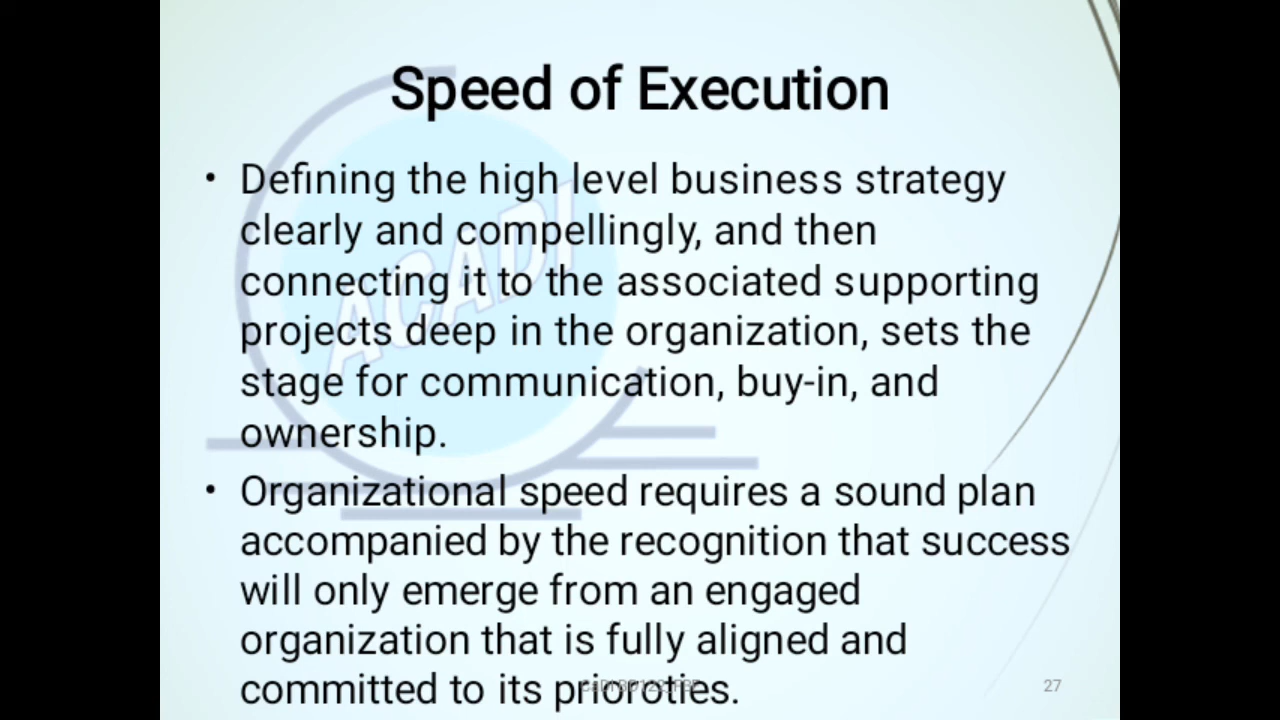 Speed of Execution
• Defining the high level business strategy
clearly and compellingly, and then
connecting it to the associated supporting
projects deep in the organization, sets the
stage for communication, buy-in, and
ownership.
• Organizational speed requires a sound plan
accompanied by the recognition that success
will only emerge from an engaged
organization that is fully aligned and
committed to its prioroties.
27
ACADI